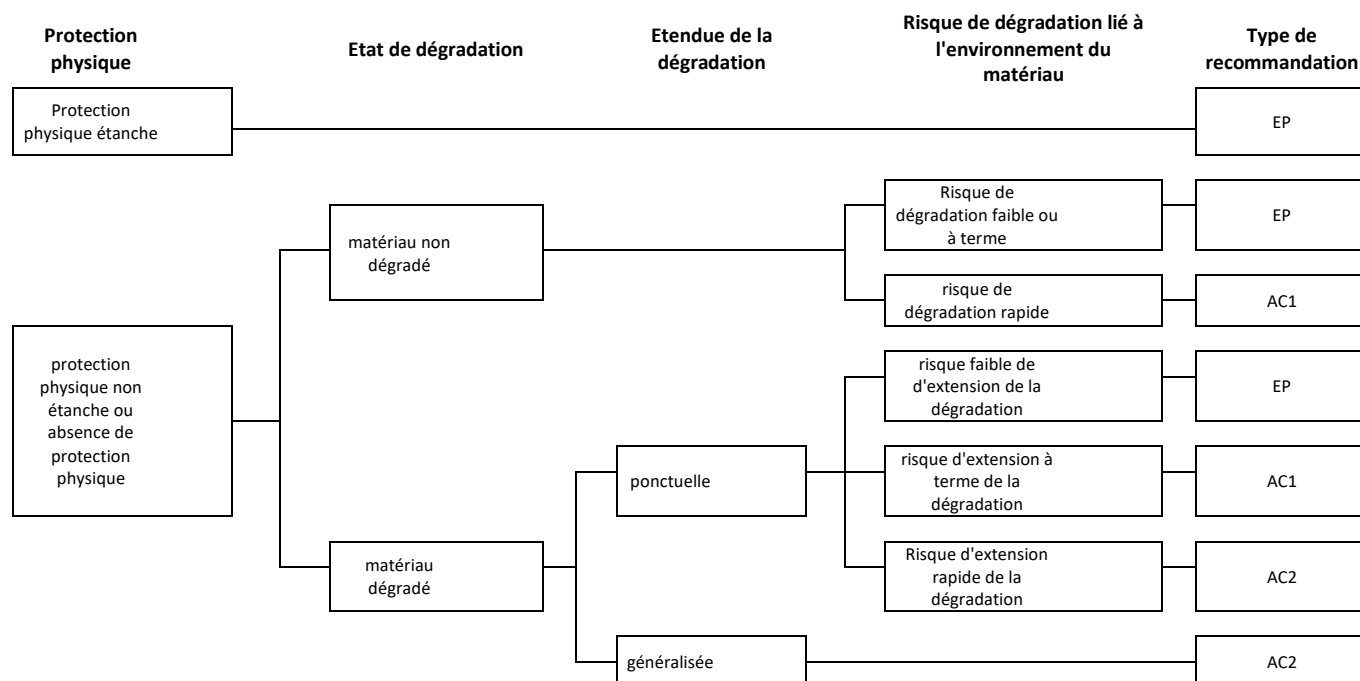 Protection
physique
Etat de dégradation
Etendue de la
dégradation
Risque de dégradation lié à
l'environnement du
matériau
Type de
recommandation
Protection
physique étanche
EP
matériau non
dégradé
Risque de
dégradation faible ou
à terme
EP
risque de
dégradation rapide
AC1
protection
physique non
étanche ou
absence de
protection
physique
risque faible de
d'extension de la
dégradation
EP
ponctuelle
risque d'extension à
terme de la
dégradation
AC1
matériau
dégradé
Risque d'extension
rapide de la
dégradation
AC2
généralisée
AC2